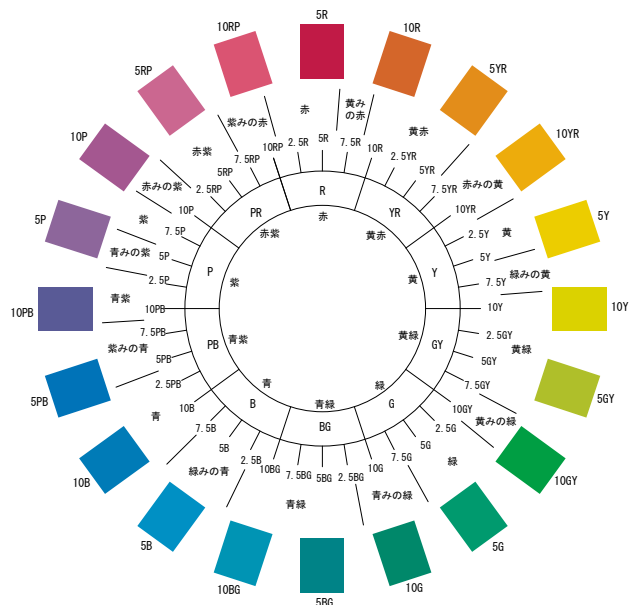 5R
10R
5YR
10YR
5Y
10Y
5GY
10GY
5G
10G
5BG
10BG
5B
10B
5PB
10PB
5P
10P
5RP
10RP
赤
黄み
の赤
黄赤
赤みの黄
黄
緑みの黄
黄緑
黄みの緑
緑
青みの緑
青緑
緑みの青
青
紫みの青
青紫
青みの紫
紫
赤みの紫
赤紫
紫みの赤
2.5R
5R
7.5R
10R
2.5YR
5YR
7.5YR
10YR
2.5Y
5Y
7.5Y
10Y
2.5GY
5GY
7.5GY
10GY
2.5G
5G
7.5G
10G
2.5BG
5BG
7.5BG
10BG
2.5B
5B
7.5B
10B
2.5PB
5PB
7.5PB
10PB
2.5P
5P
7.5P
10P
2.5RP
5RP
7.5RP
10RP
R
YR
Y
GY
G
BG
B
PB
P
PR
赤
黄赤
黄
黄緑
緑
青緑
青
青紫
紫
赤紫